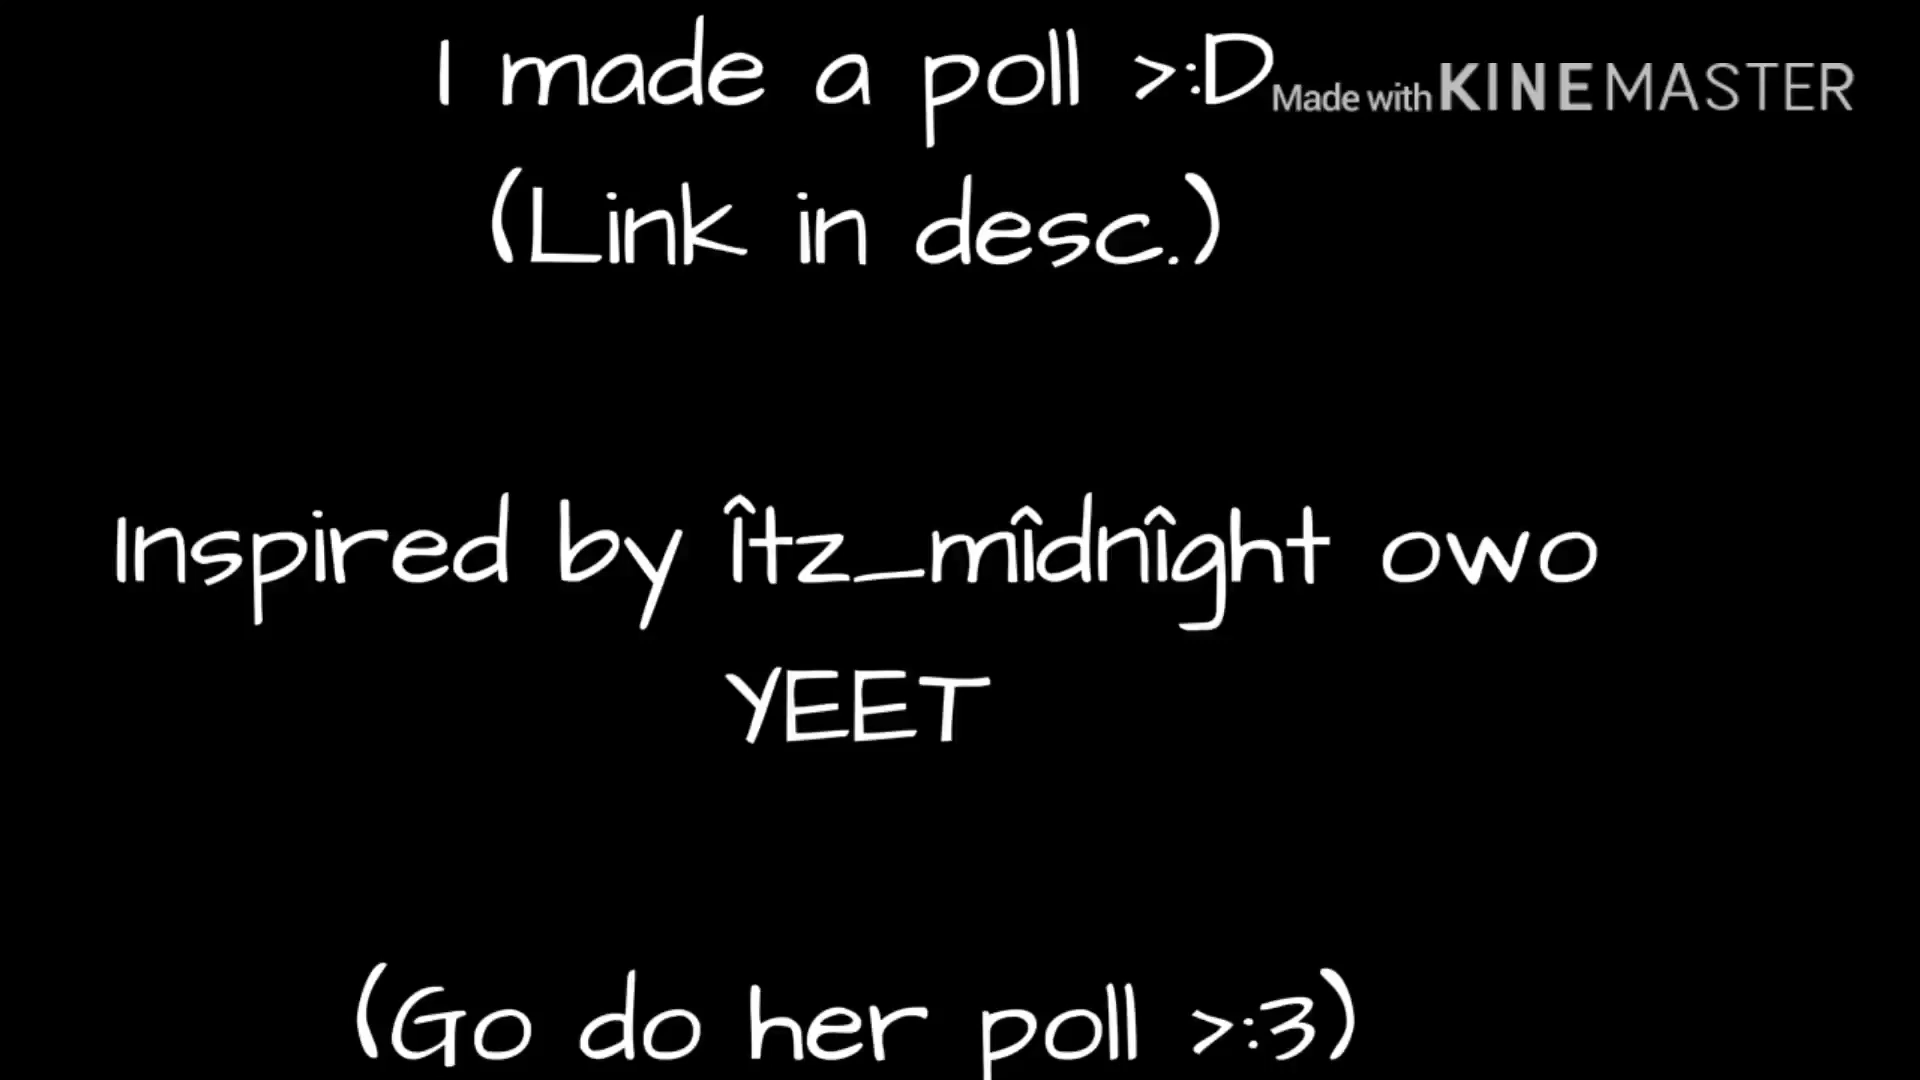 I made a poll >:D
Made with KINEMASTER
(Link in desc.)
Inspired by îtz_mîdnîght owo
YEET
(Go do her poll >:3)